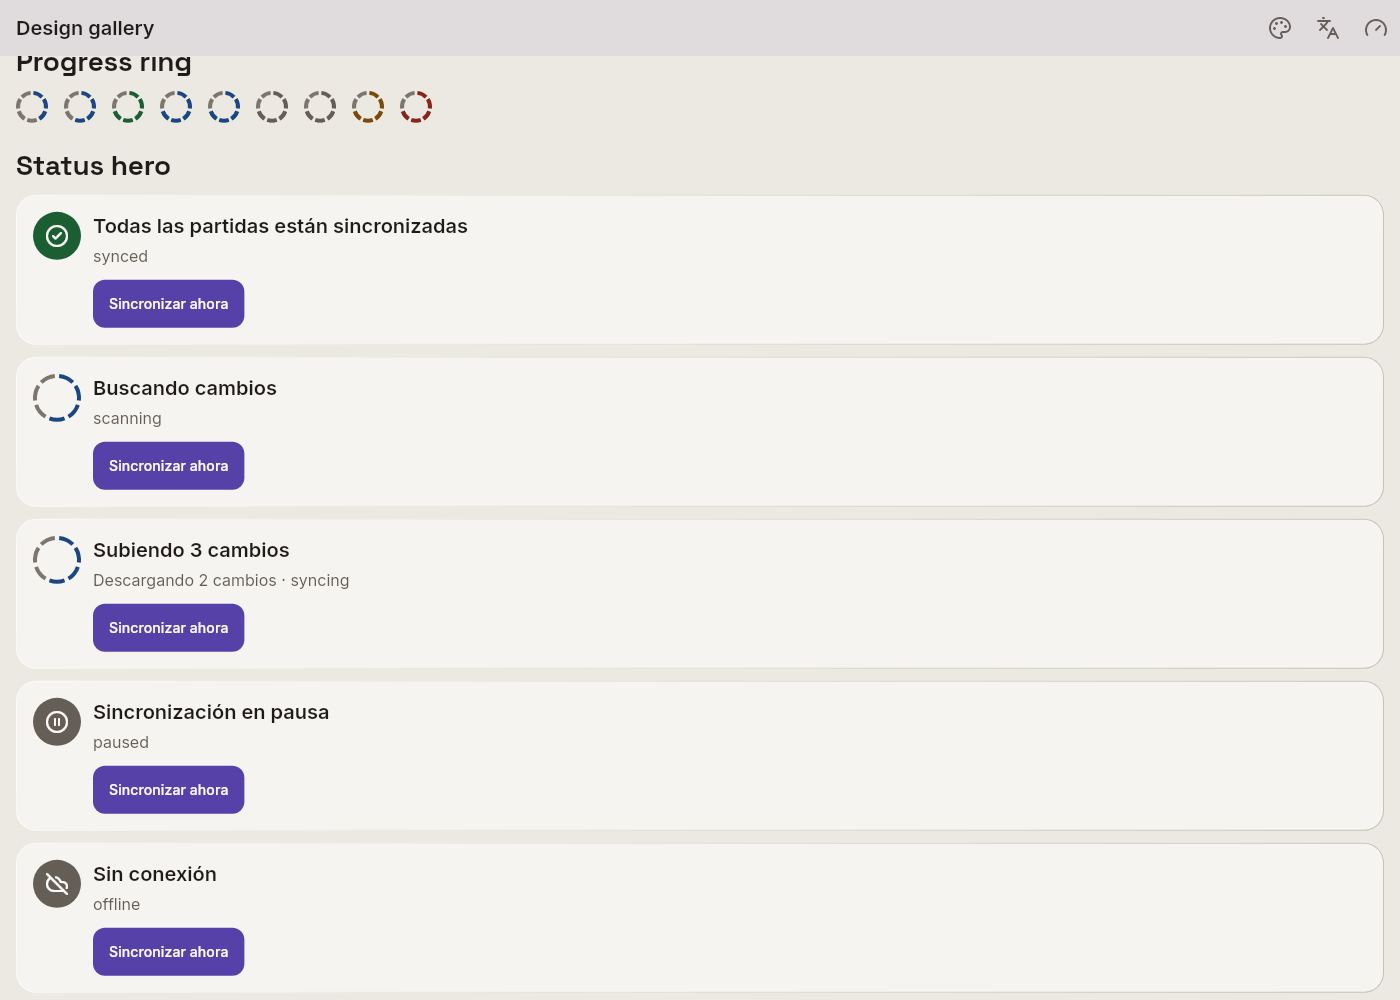 Design gallery
Progress ring
Status hero
Todas las partidas están sincronizadas
synced
Sincronizar ahora
Buscando cambios
scanning
Sincronizar ahora
Subiendo 3 cambios
Descargando 2 cambios · syncing
Sincronizar ahora
Sincronización en pausa
paused
Sincronizar ahora
Sin conexión
offline
Sincronizar ahora